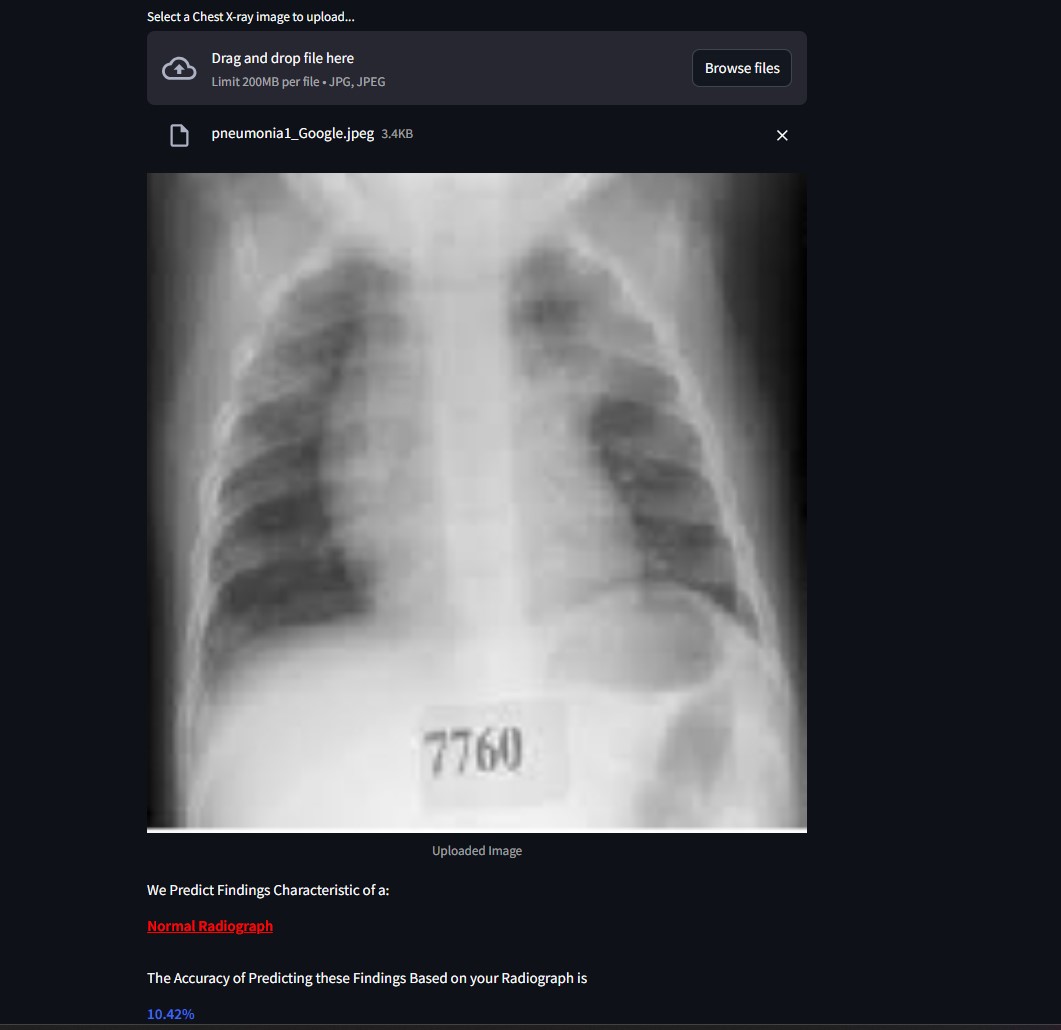 Select a Chest X-ray image to upload...
Drag and drop file here
Limit 200MB per file • JPG, JPEG
Browse files
pneumonia1_Google.jpeg 3.4KB
7760
Uploaded Image
We Predict Findings Characteristic of a:
Normal Radiograph
The Accuracy of Predicting these Findings Based on your Radiograph is
10.42%